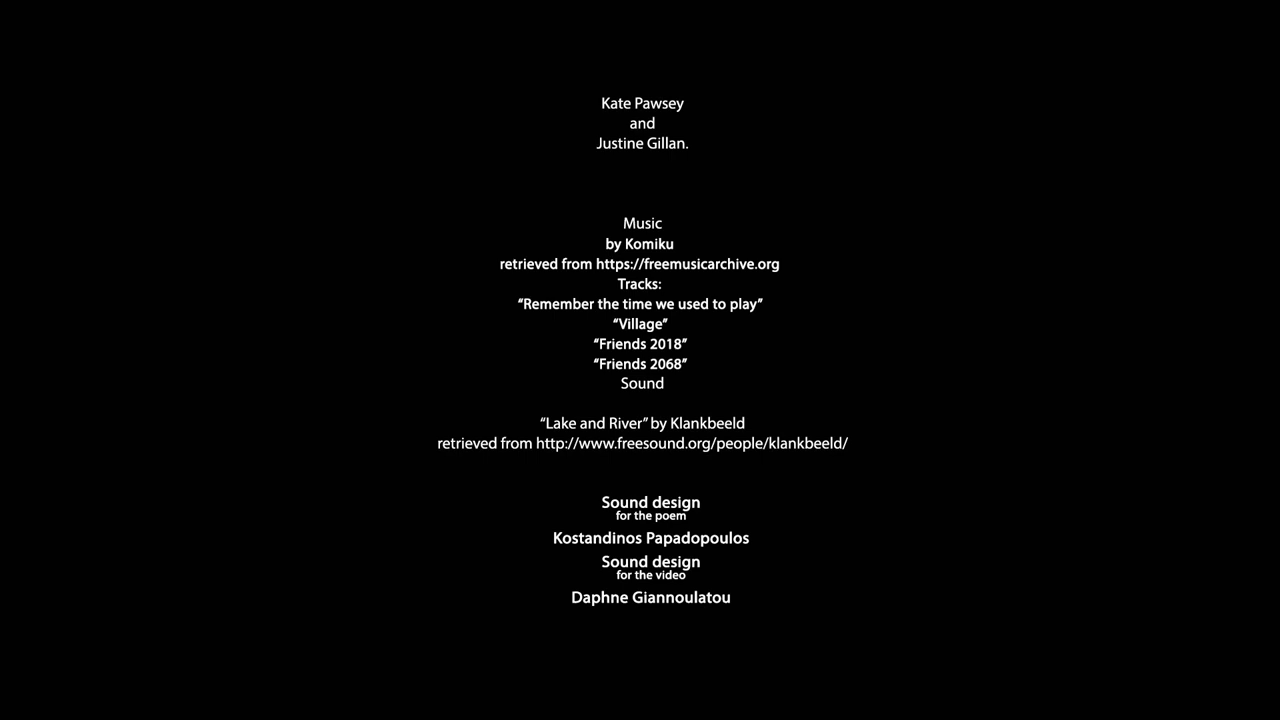 Kate Pawsey
and
Justine Gillan.
Music
by Komiku
retrieved from https://freemusicarchive.org
Tracks:
“Remember the time we used to play”
“Village”
“Friends 2018”
“Friends 2068”
Sound
“Lake and River” by Klankbeeld
retrieved from http://www.freesound.org/people/klankbeeld/
Sound design
for the poem
Kostandinos Papadopoulos
Sound design
for the video
Daphne Giannoulatou